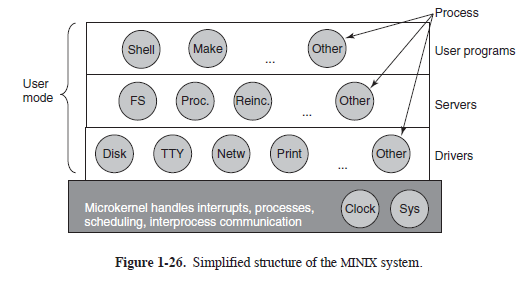 Process
Shell
Make
...
Other
User programs
User
mode
FS
Proc.
Reinc.
...
Other
Servers
Disk
TTY
Netw
Print
...
Other
Drivers
Microkernel handles interrupts, processes,
scheduling, interprocess communication
Clock
Sys
Figure 1-26. Simplified structure of the MINIX system.